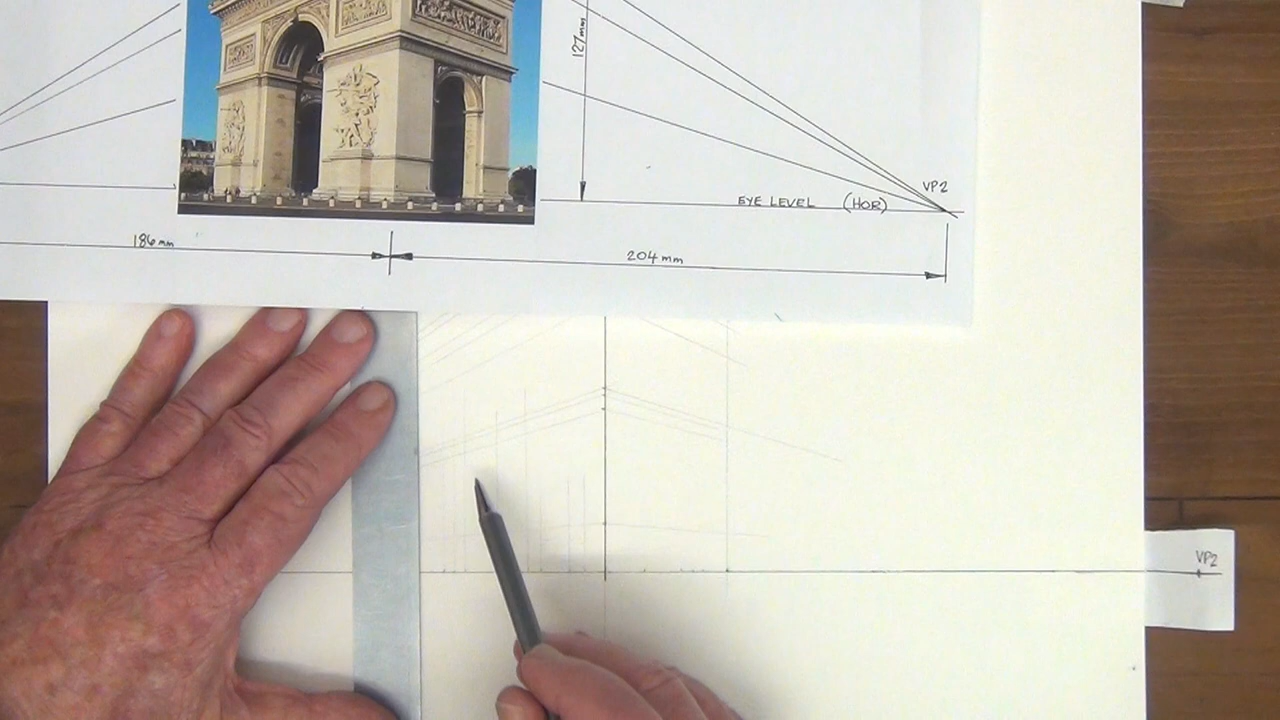 127mm
VP2
EYE LEVEL (HOR)
186mm
204mm
VP2